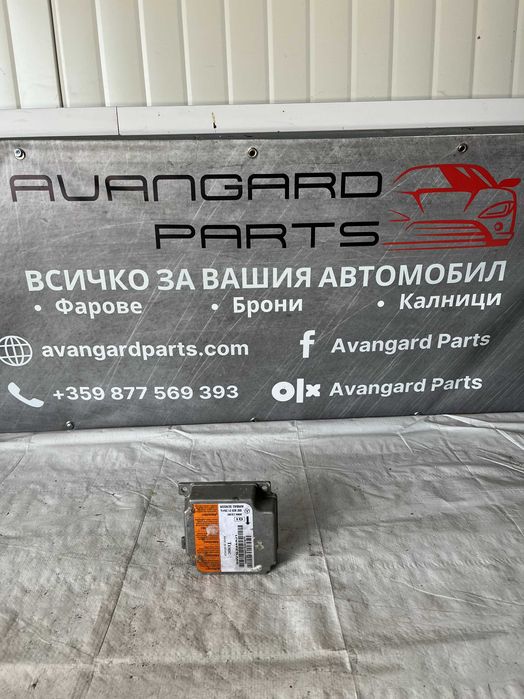 AVANGARD
PARTS
ВСИЧКО ЗА ВАШИЯ АВТОМОБИЛ
• Фарове • Брони • Калници
avangardparts.com f Avangard Parts
+359 877 569 393 olx Avangard Parts